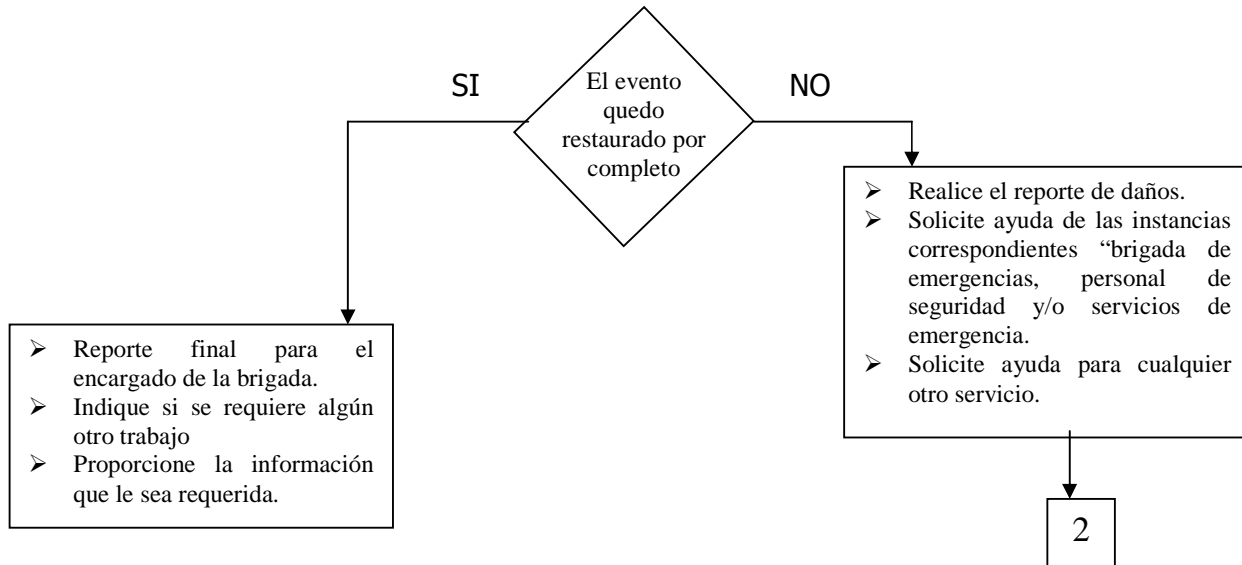 SI
El evento
quedo
restaurado por
completo
NO
➢ Reporte final para el
encargado de la brigada.
➢ Indique si se requiere algún
otro trabajo
➢ Proporcione la información
que le sea requerida.
➢ Realice el reporte de daños.
➢ Solicite ayuda de las instancias
correspondientes “brigada de
emergencias, personal de
seguridad y/o servicios de
emergencia.
➢ Solicite ayuda para cualquier
otro servicio.
2